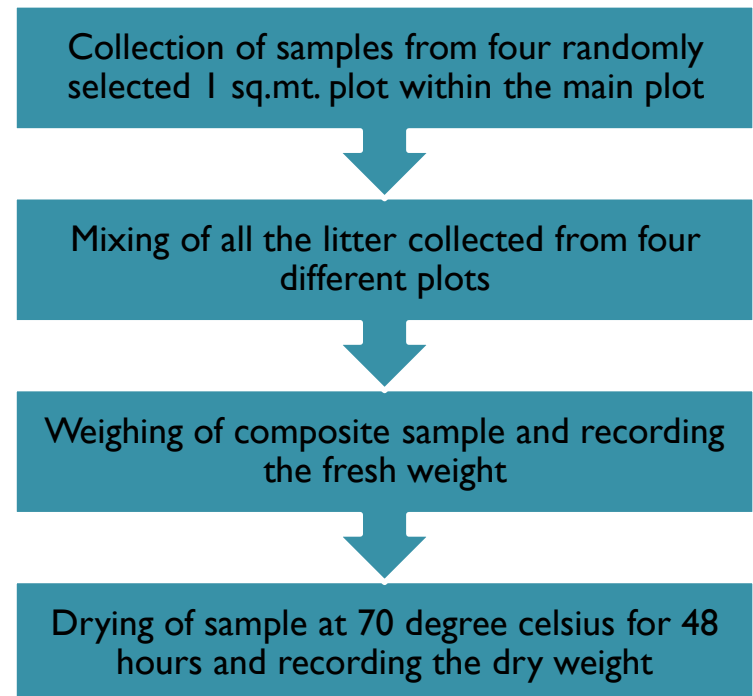 Collection of samples from four randomly
selected 1 sq.mt. plot within the main plot
Mixing of all the litter collected from four
different plots
Weighing of composite sample and recording
the fresh weight
Drying of sample at 70 degree celsius for 48
hours and recording the dry weight